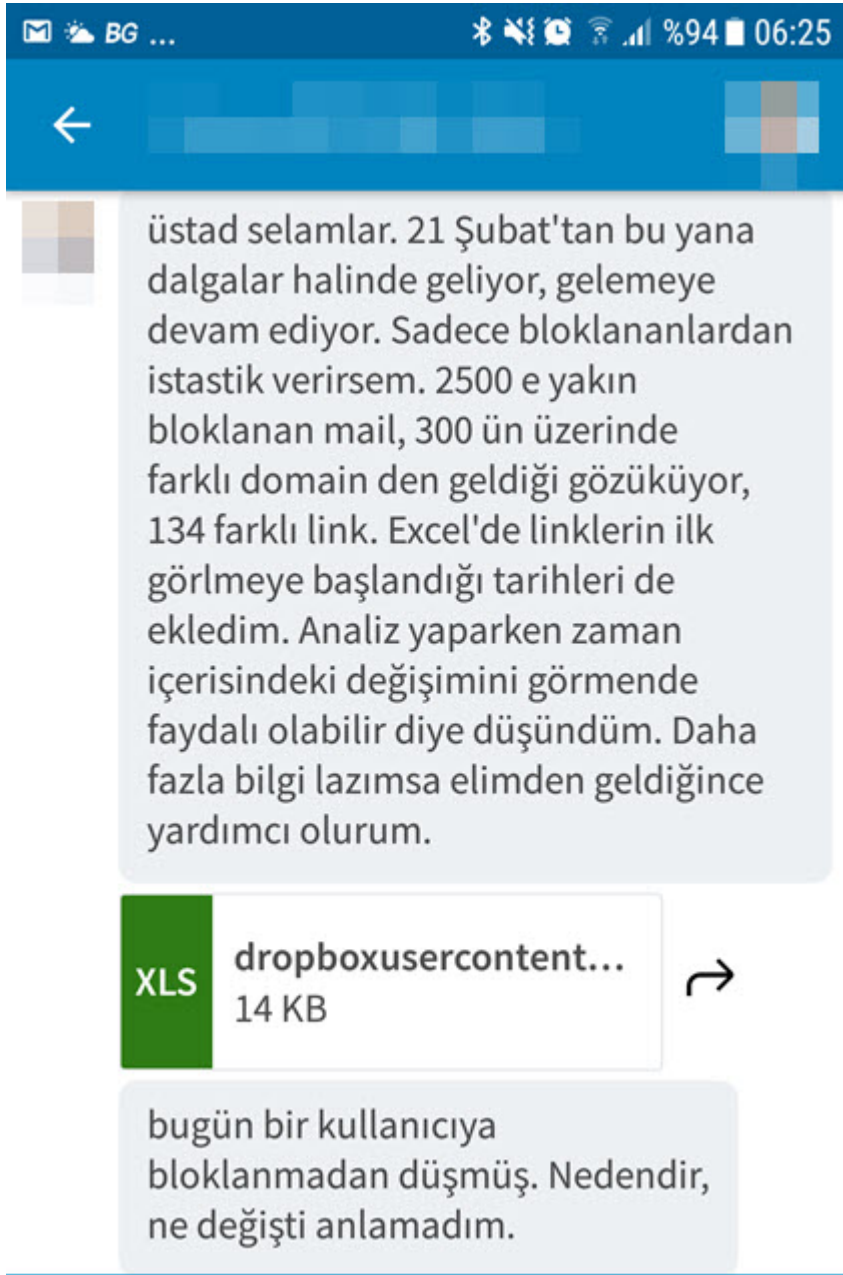 BG ... %94 06:25
üstad selamlar. 21 Şubat'tan bu yana
dalgalar halinde geliyor, gelemeye
devam ediyor. Sadece bloklananlardan
istastik verirsem. 2500 e yakın
bloklanan mail, 300 ün üzerinde
farklı domain den geldiği gözüküyor,
134 farklı link. Excel'de linklerin ilk
görlmeye başlandığı tarihleri de
ekledim. Analiz yaparken zaman
içerisindeki değişimini görmende
faydalı olabilir diye düşündüm. Daha
fazla bilgi lazımsa elimden geldiğince
yardımcı olurum.
XLS
dropboxusercontent...
14 KB
bugün bir kullanıcıya
bloklanmadan düşmüş. Nedendir,
ne değişti anlamadım.